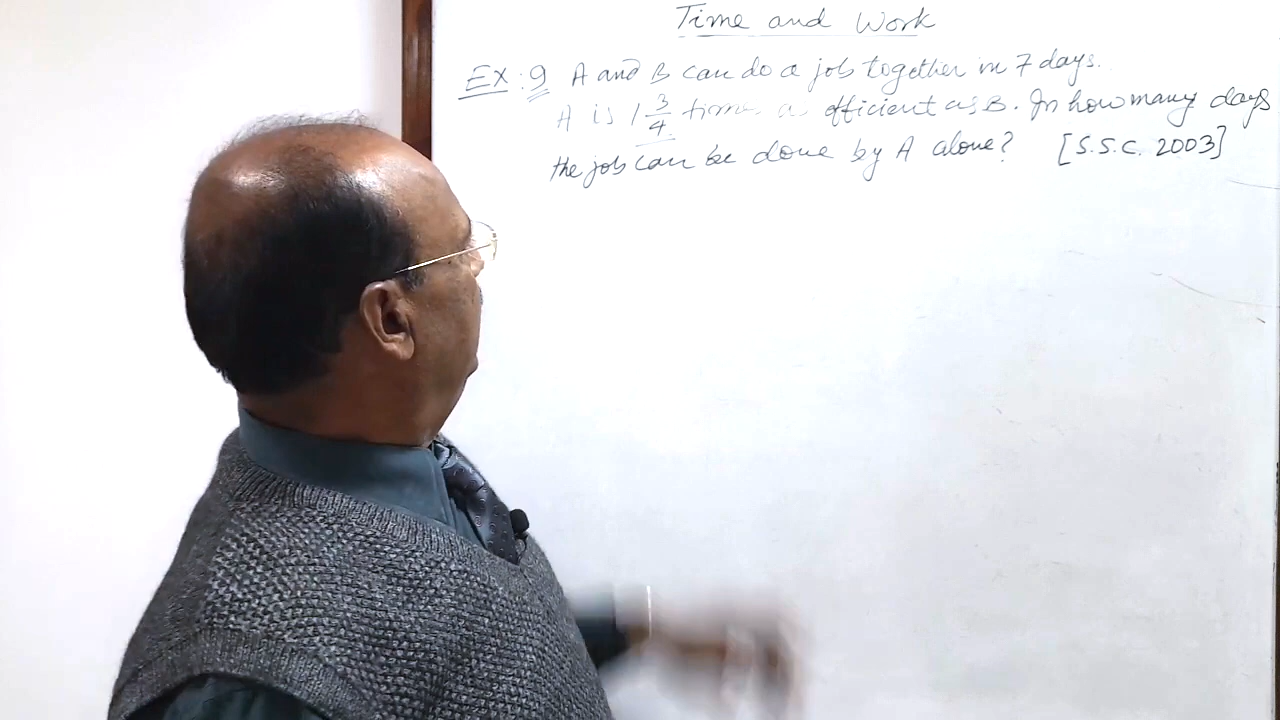 Time and Work
EX: 9 A and B can do a job together in 7 days.
A is 1 3/4 times as efficient as B. In how many days
the job can be done by A alone? [S.S.C. 2003]